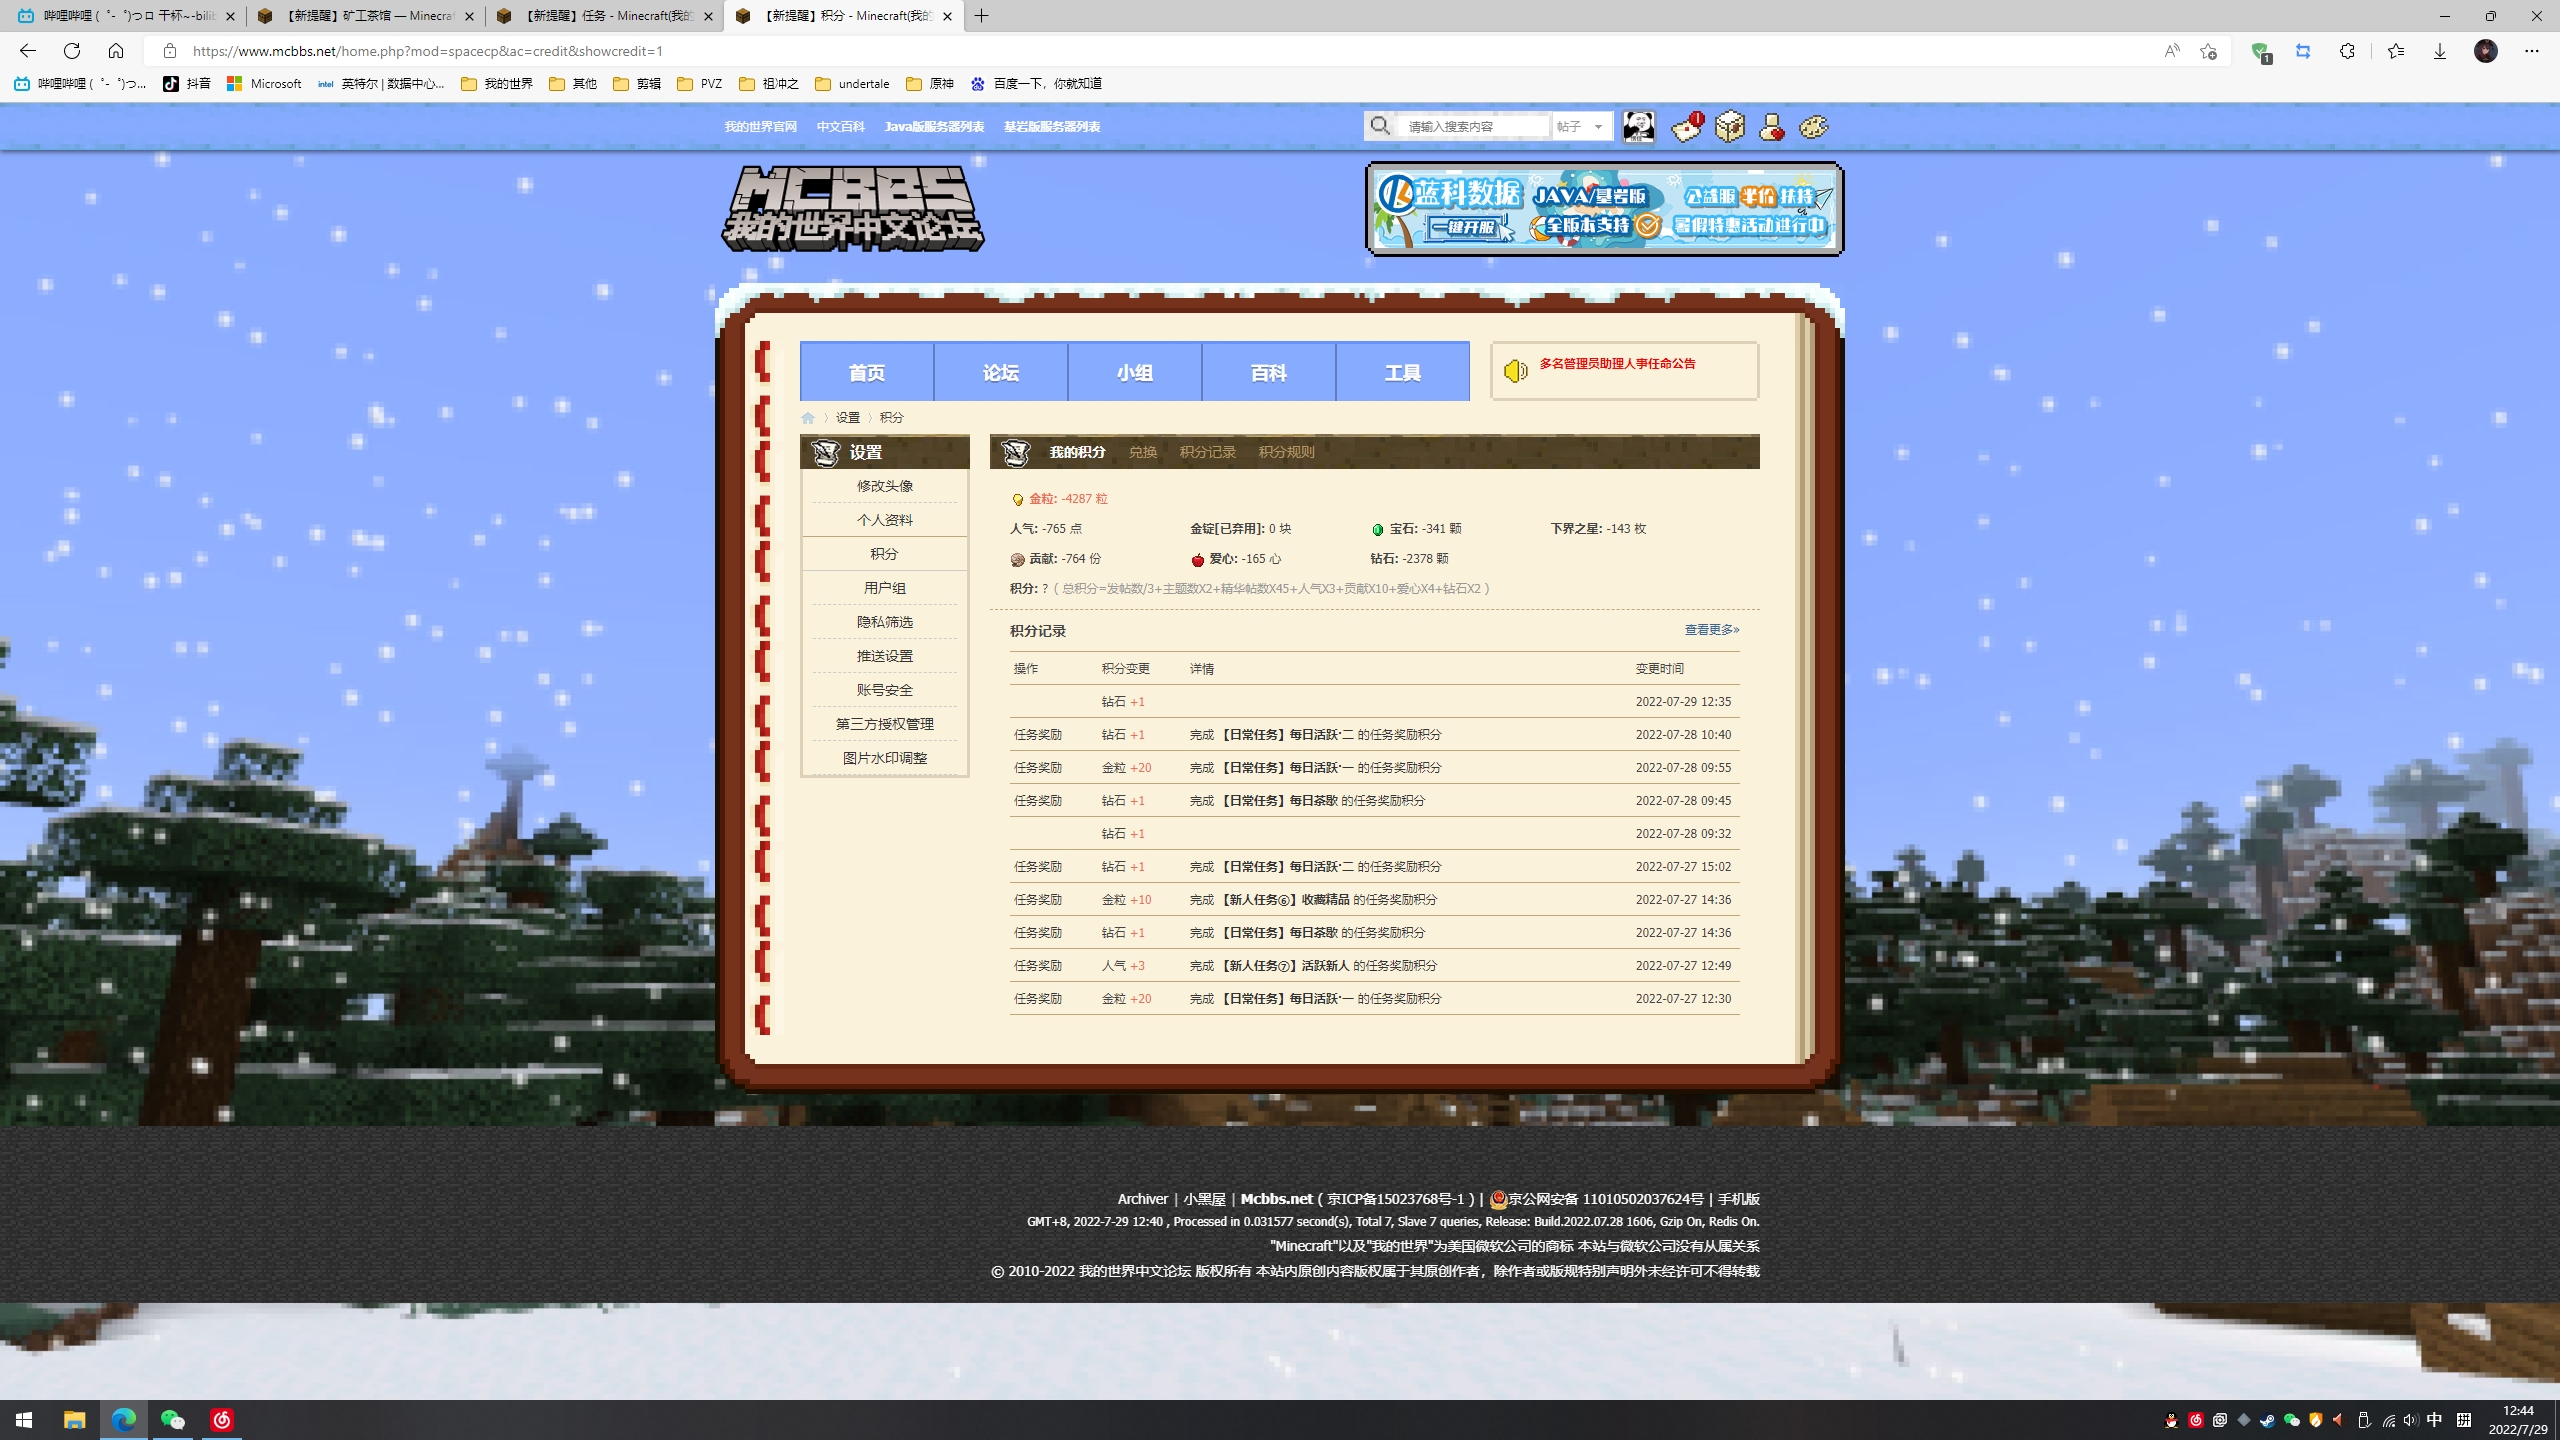 哔哩哔哩 (゜-゜)つロ 干杯~-bilib
【新提醒】矿工茶馆 — Minecraf
【新提醒】任务 - Minecraft(我的
【新提醒】积分 - Minecraft(我的
https://www.mcbbs.net/home.php?mod=spacecp&ac=credit&showcredit=1
1
哔哩哔哩 (゜-゜)つ... 抖音 Microsoft intel 英特尔 | 数据中心... 我的世界 其他 剪辑 PVZ 祖冲之 undertale 原神 百度一下，你就知道
我的世界官网 中文百科 Java版服务器列表 基岩版服务器列表
请输入搜索内容 帖子 1
MCBBS
我的世界中文论坛
蓝科数据 JAVA/基岩版 公益服 半价 扶持
一键开服 全版本支持 暑假特惠活动进行中
首页 论坛 小组 百科 工具
多名管理员助理人事任命公告
设置 积分
设置
修改头像
个人资料
积分
用户组
隐私筛选
推送设置
账号安全
第三方授权管理
图片水印调整
我的积分 兑换 积分记录 积分规则
金粒: -4287 粒
人气: -765 点 金锭[已弃用]: 0 块 宝石: -341 颗 下界之星: -143 枚
贡献: -764 份 爱心: -165 心 钻石: -2378 颗
积分: ? ( 总积分=发帖数/3+主题数X2+精华帖数X45+人气X3+贡献X10+爱心X4+钻石X2 )
积分记录 查看更多»
操作 积分变更 详情 变更时间
钻石 +1 2022-07-29 12:35
任务奖励 钻石 +1 完成 【日常任务】每日活跃·二 的任务奖励积分 2022-07-28 10:40
任务奖励 金粒 +20 完成 【日常任务】每日活跃·一 的任务奖励积分 2022-07-28 09:55
任务奖励 钻石 +1 完成 【日常任务】每日茶歇 的任务奖励积分 2022-07-28 09:45
钻石 +1 2022-07-28 09:32
任务奖励 钻石 +1 完成 【日常任务】每日活跃·二 的任务奖励积分 2022-07-27 15:02
任务奖励 金粒 +10 完成 【新人任务⑥】收藏精品 的任务奖励积分 2022-07-27 14:36
任务奖励 钻石 +1 完成 【日常任务】每日茶歇 的任务奖励积分 2022-07-27 14:36
任务奖励 人气 +3 完成 【新人任务⑦】活跃新人 的任务奖励积分 2022-07-27 12:49
任务奖励 金粒 +20 完成 【日常任务】每日活跃·一 的任务奖励积分 2022-07-27 12:30
Archiver | 小黑屋 | Mcbbs.net ( 京ICP备15023768号-1 ) | 京公网安备 11010502037624号 | 手机版
GMT+8, 2022-7-29 12:40 , Processed in 0.031577 second(s), Total 7, Slave 7 queries, Release: Build.2022.07.28 1606, Gzip On, Redis On.
"Minecraft"以及"我的世界"为美国微软公司的商标 本站与微软公司没有从属关系
© 2010-2022 我的世界中文论坛 版权所有 本站内原创内容版权属于其原创作者，除作者或版规特别声明外未经许可不得转载
中 拼
12:44
2022/7/29